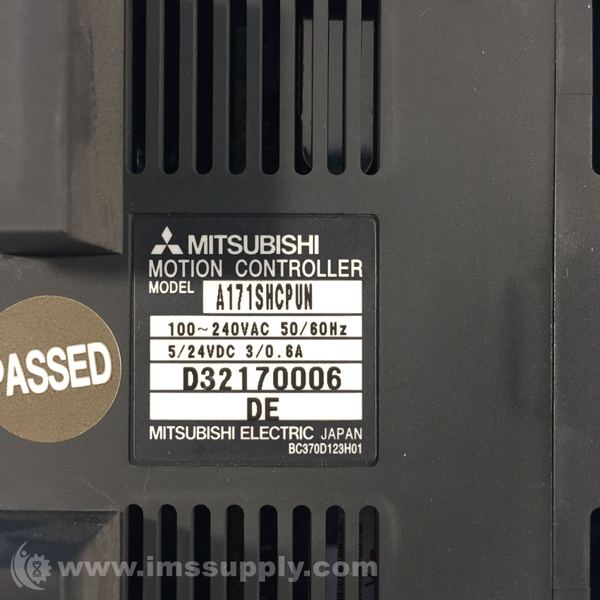 MITSUBISHI
MOTION CONTROLLER
MODEL A171SHCPUN
100~240VAC 50/60Hz
5/24VDC 3/0.6A
D32170006
DE
MITSUBISHI ELECTRIC JAPAN
BC370D123H01
PASSED
www.imssupply.com